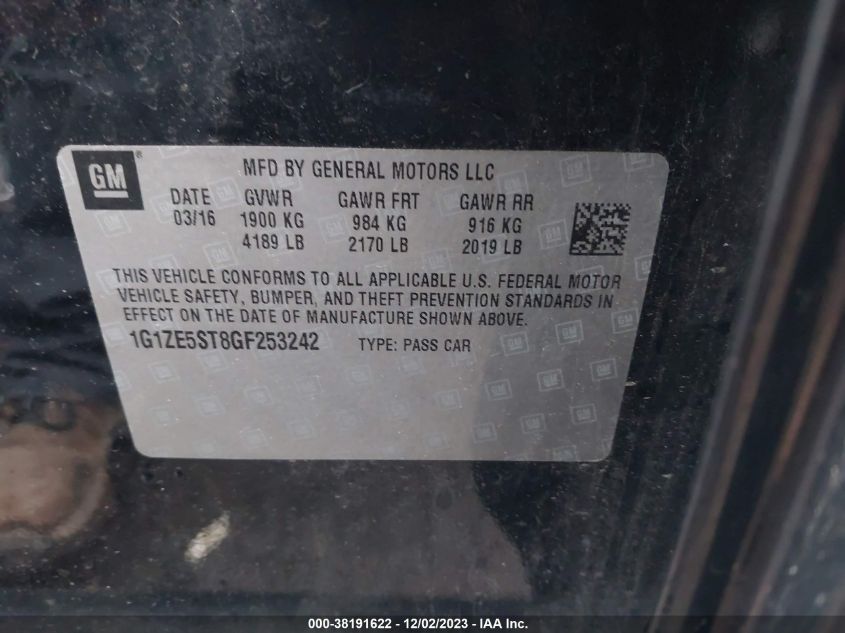 GM
MFD BY GENERAL MOTORS LLC
DATE GVWR GAWR FRT GAWR RR
03/16 1900 KG 984 KG 916 KG
4189 LB 2170 LB 2019 LB
THIS VEHICLE CONFORMS TO ALL APPLICABLE U.S. FEDERAL MOTOR
VEHICLE SAFETY, BUMPER, AND THEFT PREVENTION STANDARDS IN
EFFECT ON THE DATE OF MANUFACTURE SHOWN ABOVE.
1G1ZE5ST8GF253242 TYPE: PASS CAR
000-38191622 - 12/02/2023 - IAA Inc.